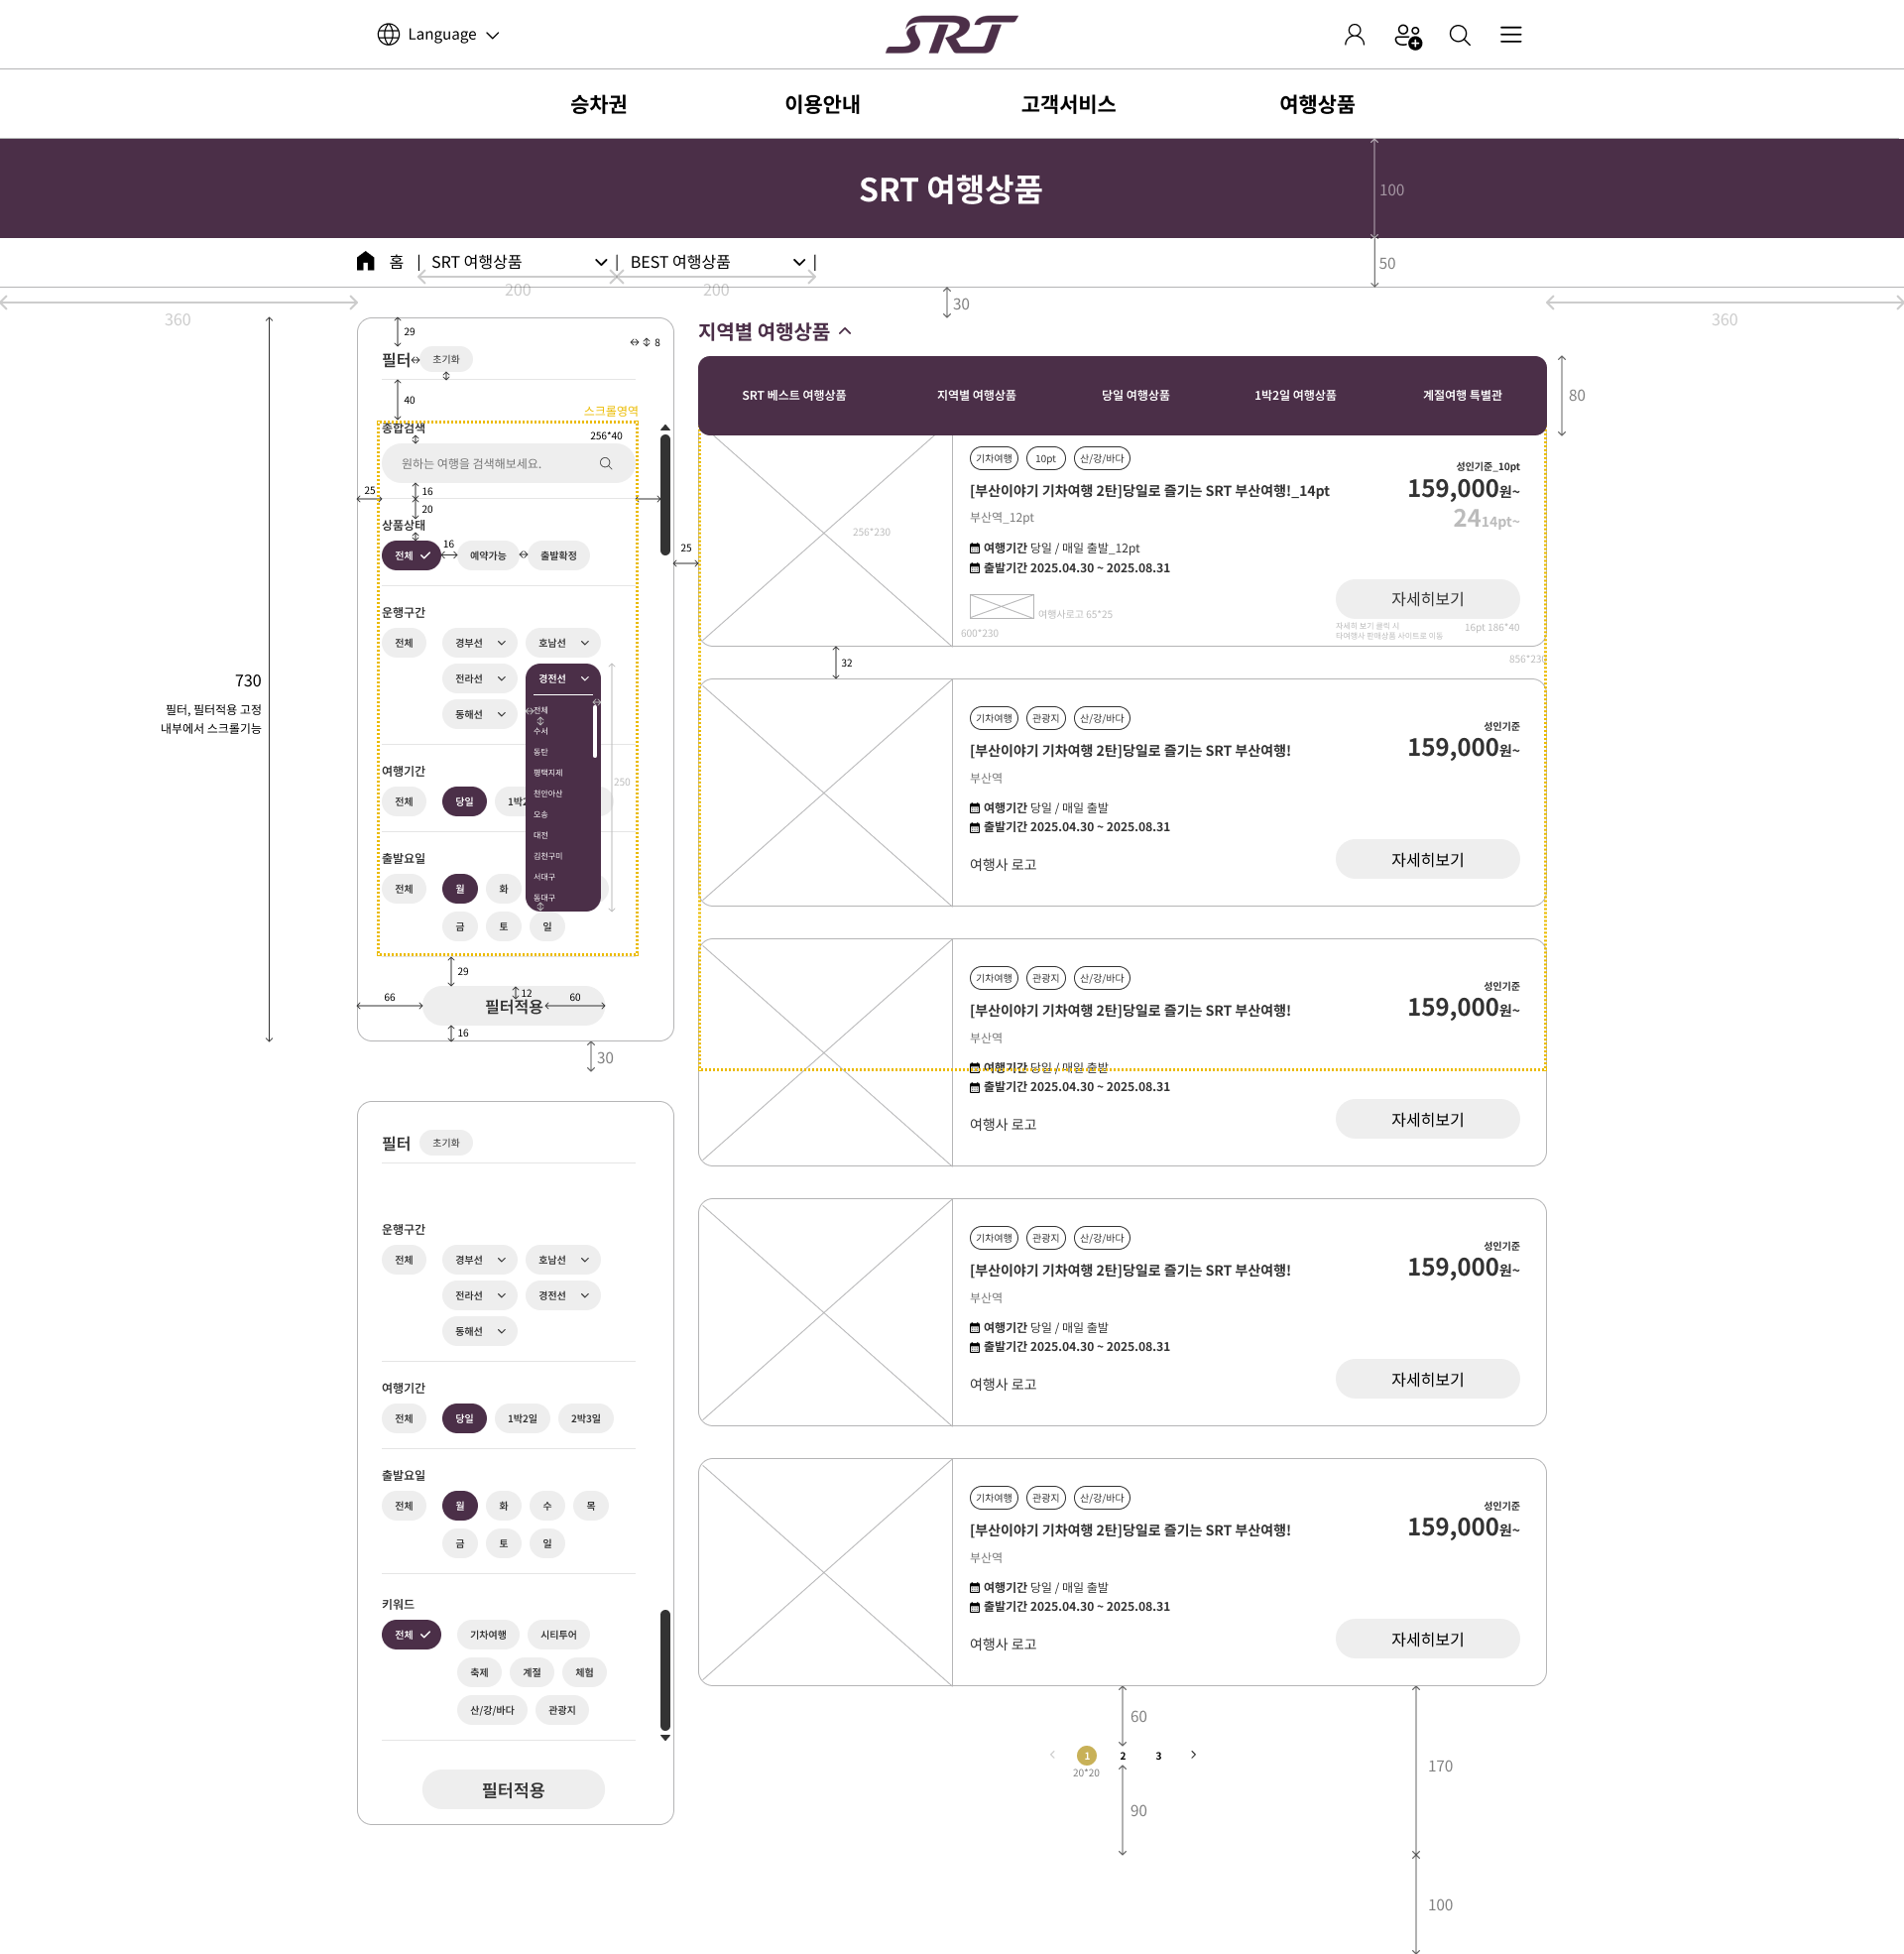 Language
SRT
승차권 이용안내 고객서비스 여행상품
SRT 여행상품
100
홈 | SRT 여행상품 | BEST 여행상품 |
50
200 200
360
30
360
29
8
필터 초기화
40
스크롤영역
종합검색
256*40
원하는 여행을 검색해보세요.
25
16
20
상품상태
16
전체 예약가능 출발확정
25
운행구간
전체 경부선 호남선
전라선 경전선
동해선
전체
수서
동탄
평택지제
천안아산
오송
대전
김천구미
서대구
동대구
250
730
필터, 필터적용 고정
내부에서 스크롤기능
여행기간
전체 당일 1박2
출발요일
전체 월 화
금 토 일
29
66
12
60
필터적용
16
30
지역별 여행상품
SRT 베스트 여행상품 지역별 여행상품 당일 여행상품 1박2일 여행상품 계절여행 특별관
80
기차여행 10pt 산/강/바다
성인기준_10pt
[부산이야기 기차여행 2탄]당일로 즐기는 SRT 부산여행!_14pt
159,000원~
부산역_12pt
2414pt~
256*230
여행기간 당일 / 매일 출발_12pt
출발기간 2025.04.30 ~ 2025.08.31
자세히보기
여행사로고 65*25
600*230
자세히 보기 클릭 시
타여행사 판매상품 사이트로 이동
16pt 186*40
856*230
32
기차여행 관광지 산/강/바다
성인기준
[부산이야기 기차여행 2탄]당일로 즐기는 SRT 부산여행!
159,000원~
부산역
여행기간 당일 / 매일 출발
출발기간 2025.04.30 ~ 2025.08.31
여행사 로고
자세히보기
기차여행 관광지 산/강/바다
성인기준
[부산이야기 기차여행 2탄]당일로 즐기는 SRT 부산여행!
159,000원~
부산역
여행기간 당일 / 매일 출발
출발기간 2025.04.30 ~ 2025.08.31
여행사 로고
자세히보기
필터 초기화
운행구간
전체 경부선 호남선
전라선 경전선
동해선
여행기간
전체 당일 1박2일 2박3일
출발요일
전체 월 화 수 목
금 토 일
키워드
전체 기차여행 시티투어
축제 계절 체험
산/강/바다 관광지
필터적용
기차여행 관광지 산/강/바다
성인기준
[부산이야기 기차여행 2탄]당일로 즐기는 SRT 부산여행!
159,000원~
부산역
여행기간 당일 / 매일 출발
출발기간 2025.04.30 ~ 2025.08.31
여행사 로고
자세히보기
기차여행 관광지 산/강/바다
성인기준
[부산이야기 기차여행 2탄]당일로 즐기는 SRT 부산여행!
159,000원~
부산역
여행기간 당일 / 매일 출발
출발기간 2025.04.30 ~ 2025.08.31
여행사 로고
자세히보기
60
1 2 3
20*20
170
90
100